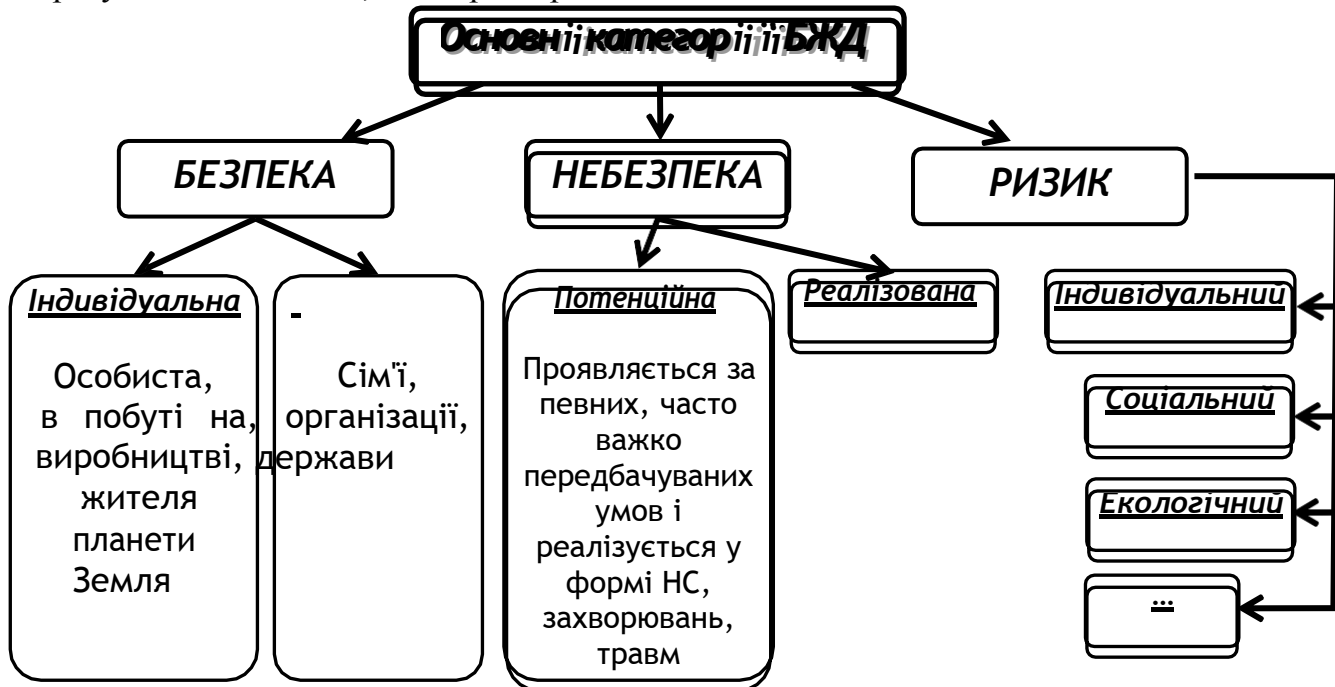 Основні категорії БЖД
БЕЗПЕКА
НЕБЕЗПЕКА
РИЗИК
Індивідуальна
Особиста,
в побуті на,
виробництві,
жителя
планети
Земля
-
Сім'ї,
організації,
держави
Потенційна
Проявляється за
певних, часто
важко
передбачуваних
умов і
реалізується у
формі НС,
захворювань,
травм
Реалізована
Індивідуальний
Соціальний
Екологічний
...